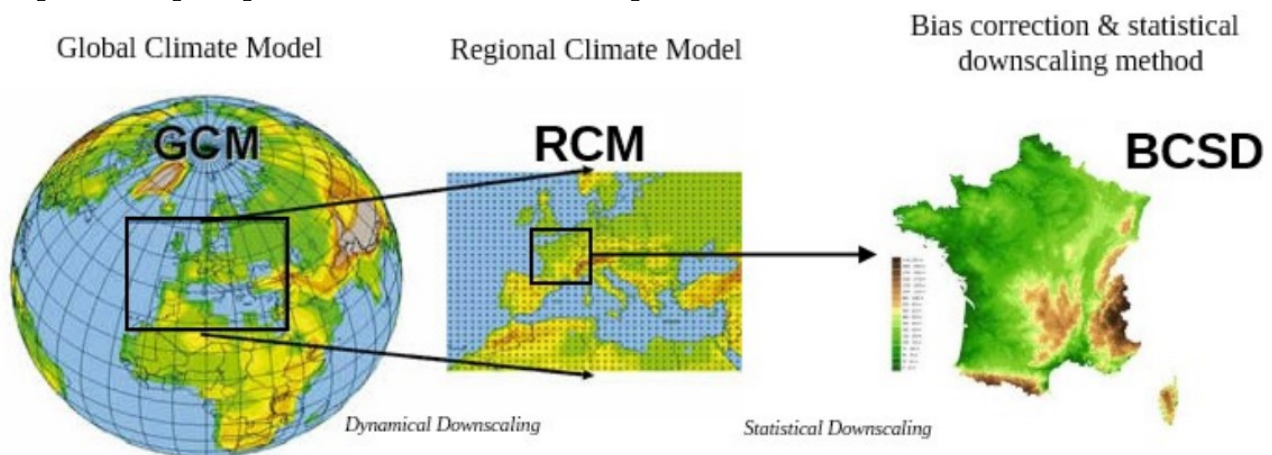 Global Climate Model
Regional Climate Model
Bias correction & statistical
downscaling method
GCM
RCM
BCSD
Dynamical Downscaling
Statistical Downscaling